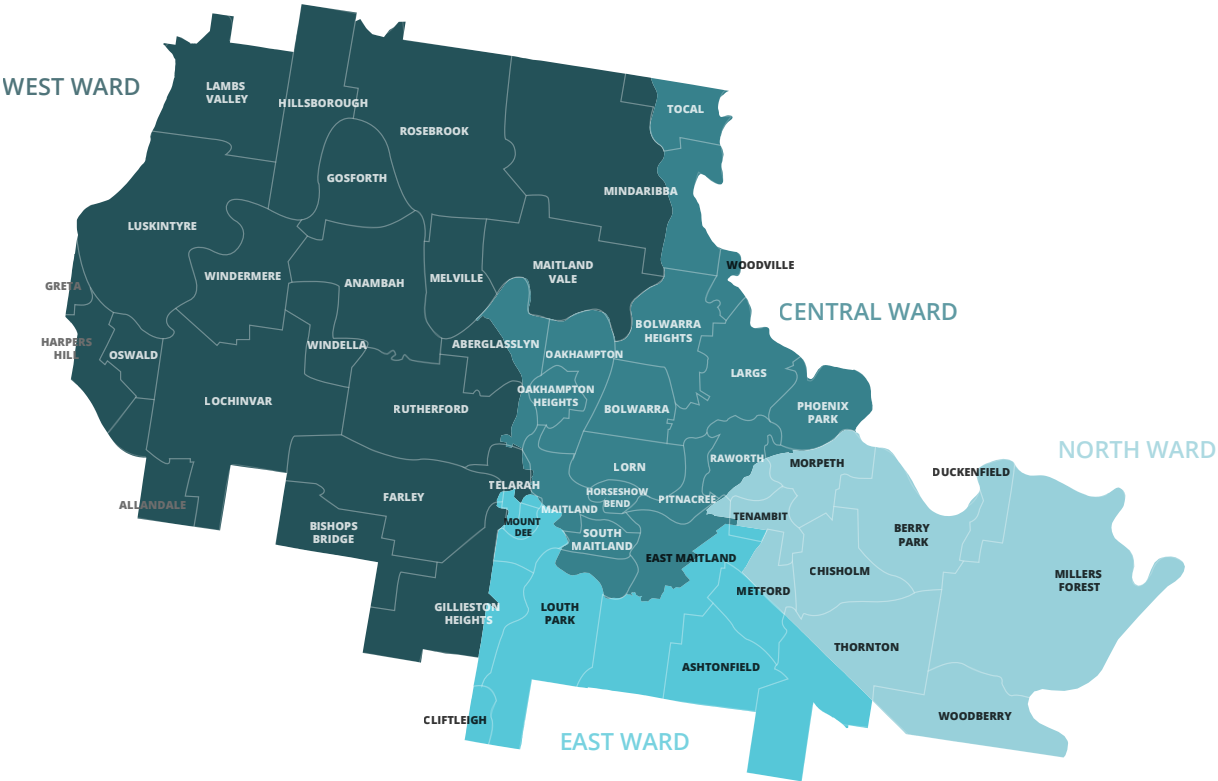 WEST WARD
LAMBS
VALLEY
HILLSBOROUGH
ROSEBROOK
TOCAL
GOSFORTH
MINDARIBBA
LUSKINTYRE
WOODVILLE
WINDERMERE
ANAMBAH
MELVILLE
MAITLAND
VALE
GRETA
CENTRAL WARD
BOLWARRA
HEIGHTS
HARPERS
HILL
OSWALD
WINDELLA
ABERGLASSLYN
OAKHAMPTON
LARGS
OAKHAMPTON
HEIGHTS
LOCHINVAR
RUTHERFORD
BOLWARRA
PHOENIX
PARK
NORTH WARD
RAWORTH
MORPETH
LORN
DUCKENFIELD
TELARAH
HORSESHOW
BEND
PITNACREE
FARLEY
ALLANDALE
MAITLAND
TENAMBIT
BISHOPS
BRIDGE
MOUNT
DEE
SOUTH
MAITLAND
BERRY
PARK
EAST MAITLAND
CHISHOLM
MILLERS
FOREST
METFORD
GILLIESTON
HEIGHTS
LOUTH
PARK
THORNTON
ASHTONFIELD
CLIFTLEIGH
WOODBERRY
EAST WARD